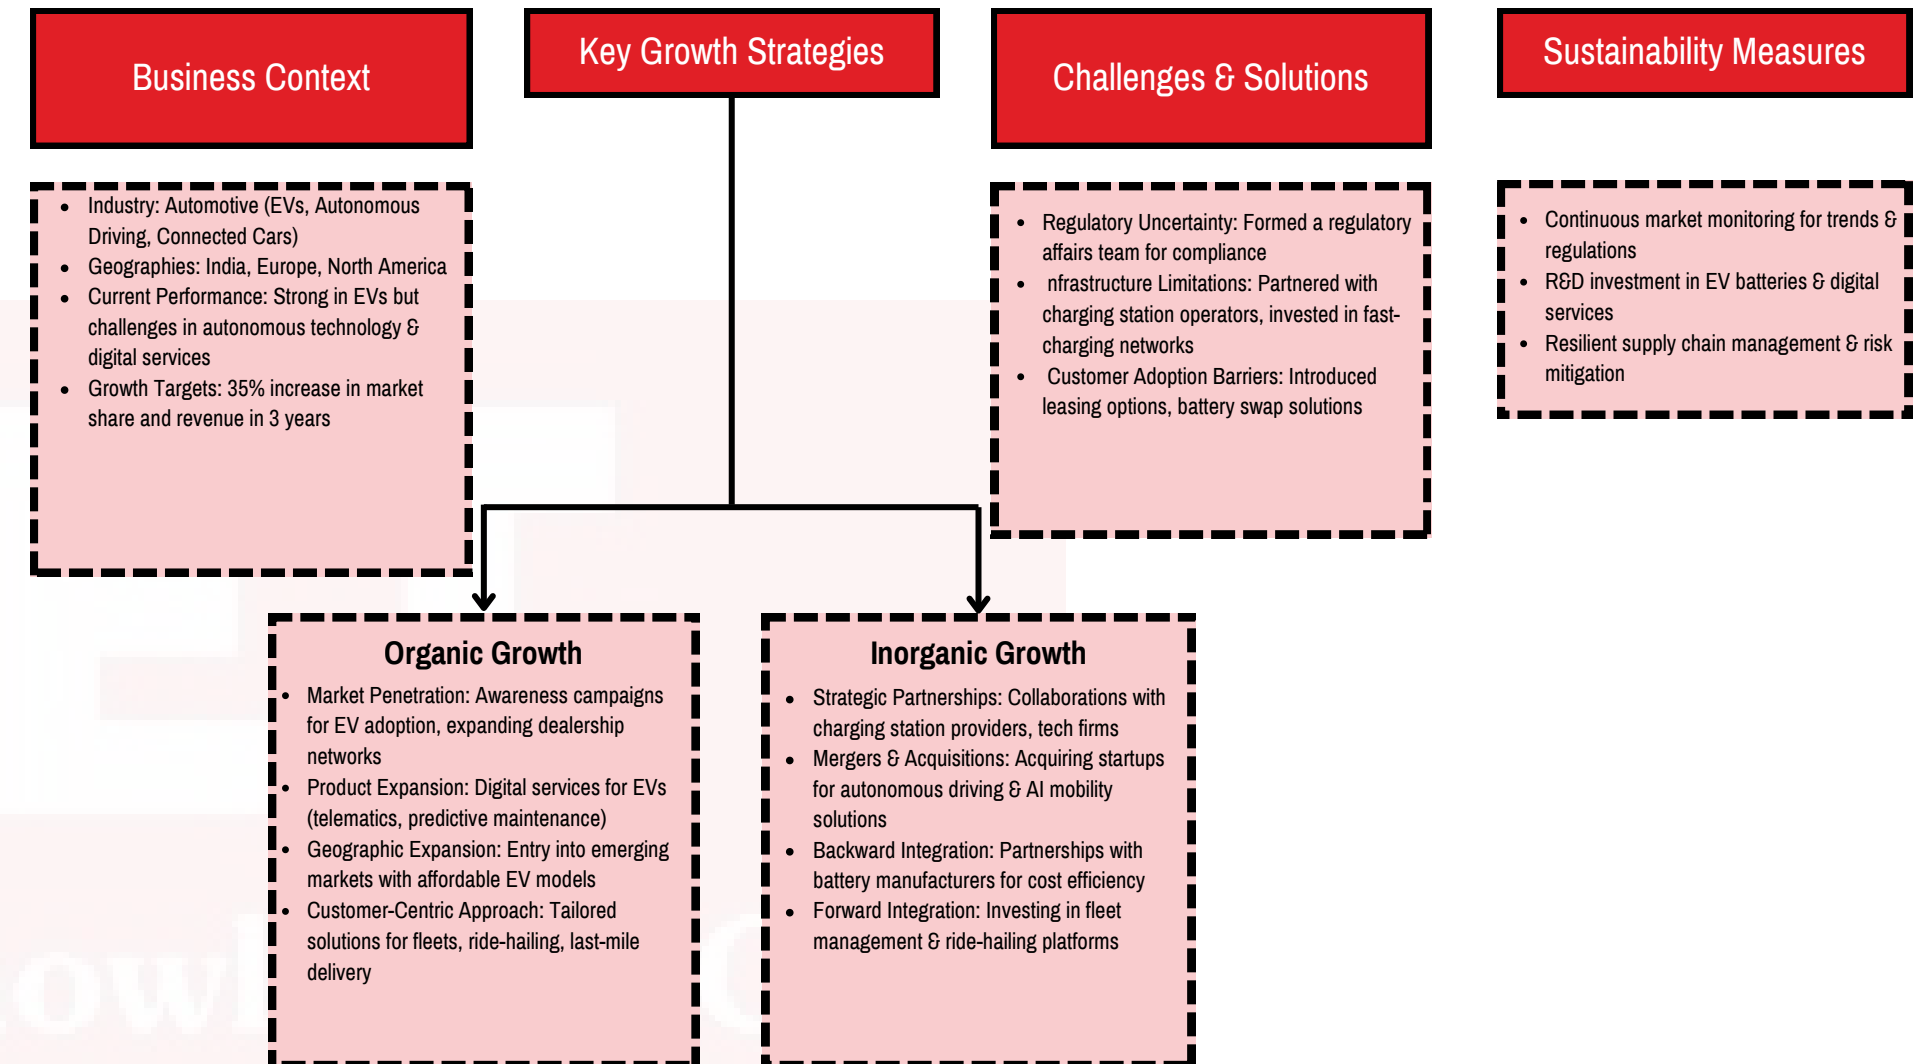 Business Context
Key Growth Strategies
Challenges & Solutions
Sustainability Measures
• Industry: Automotive (EVs, Autonomous
Driving, Connected Cars)
• Geographies: India, Europe, North America
• Current Performance: Strong in EVs but
challenges in autonomous technology &
digital services
• Growth Targets: 35% increase in market
share and revenue in 3 years
• Regulatory Uncertainty: Formed a regulatory
affairs team for compliance
• nfrastructure Limitations: Partnered with
charging station operators, invested in fast-
charging networks
• Customer Adoption Barriers: Introduced
leasing options, battery swap solutions
• Continuous market monitoring for trends &
regulations
• R&D investment in EV batteries & digital
services
• Resilient supply chain management & risk
mitigation
Organic Growth
• Market Penetration: Awareness campaigns
for EV adoption, expanding dealership
networks
• Product Expansion: Digital services for EVs
(telematics, predictive maintenance)
• Geographic Expansion: Entry into emerging
markets with affordable EV models
• Customer-Centric Approach: Tailored
solutions for fleets, ride-hailing, last-mile
delivery
Inorganic Growth
• Strategic Partnerships: Collaborations with
charging station providers, tech firms
• Mergers & Acquisitions: Acquiring startups
for autonomous driving & AI mobility
solutions
• Backward Integration: Partnerships with
battery manufacturers for cost efficiency
• Forward Integration: Investing in fleet
management & ride-hailing platforms